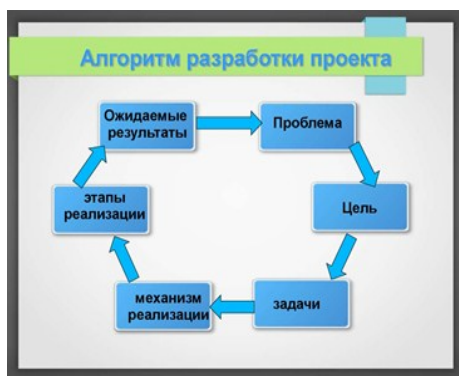 Алгоритм разработки проекта
Ожидаемые
результаты
Проблема
Цель
задачи
механизм
реализации
этапы
реализации